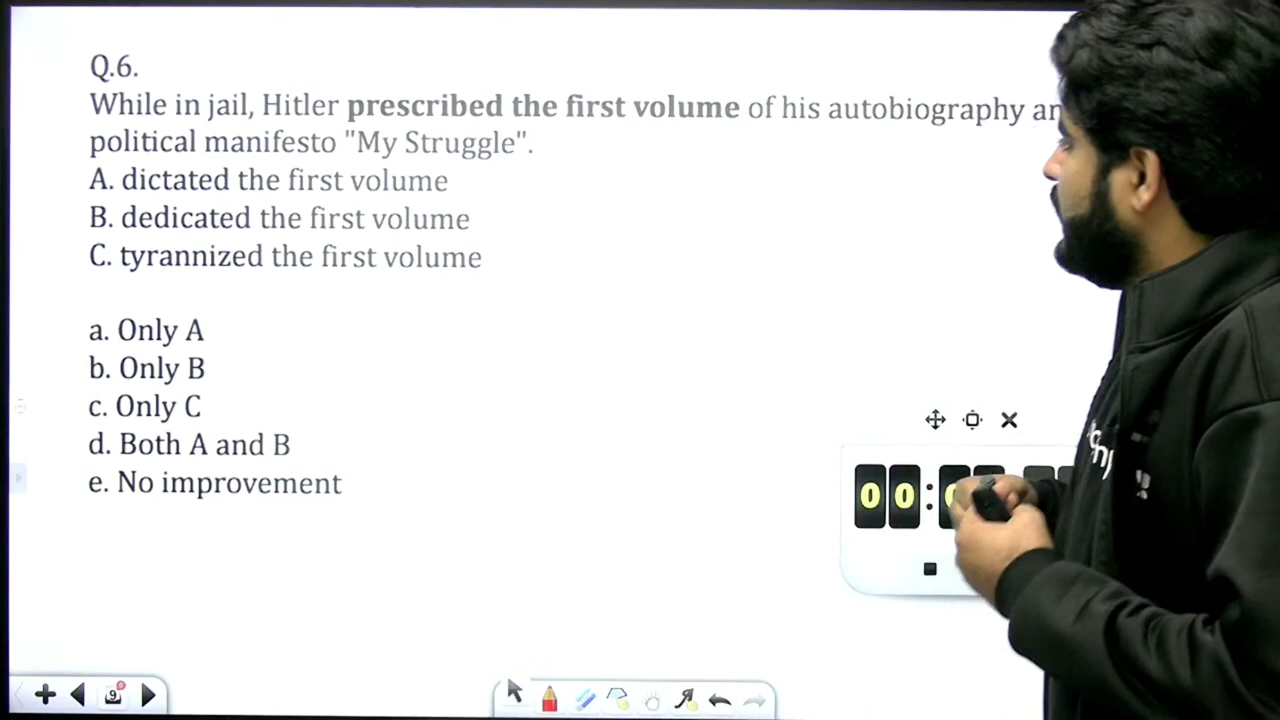 Q.6.
While in jail, Hitler prescribed the first volume of his autobiography
political manifesto "My Struggle".
A. dictated the first volume
B. dedicated the first volume
C. tyrannized the first volume
a. Only A
b. Only B
c. Only C
d. Both A and B
e. No improvement
00:
9